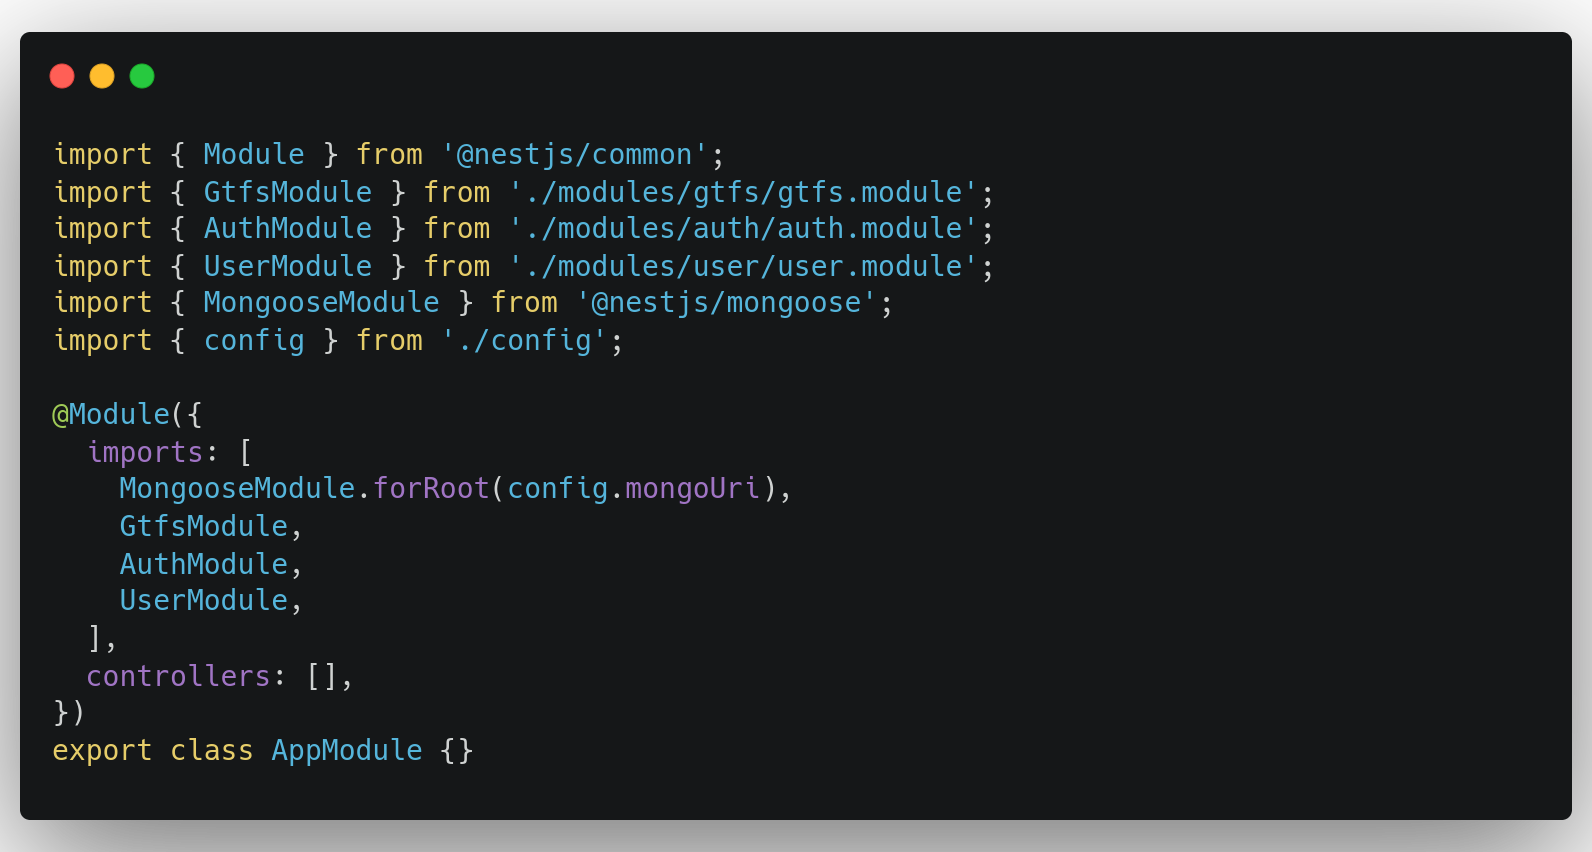 import { Module } from '@nestjs/common';
import { GtfsModule } from './modules/gtfs/gtfs.module';
import { AuthModule } from './modules/auth/auth.module';
import { UserModule } from './modules/user/user.module';
import { MongooseModule } from '@nestjs/mongoose';
import { config } from './config';

@Module({
  imports: [
    MongooseModule.forRoot(config.mongoUri),
    GtfsModule,
    AuthModule,
    UserModule,
  ],
  controllers: [],
})
export class AppModule {}